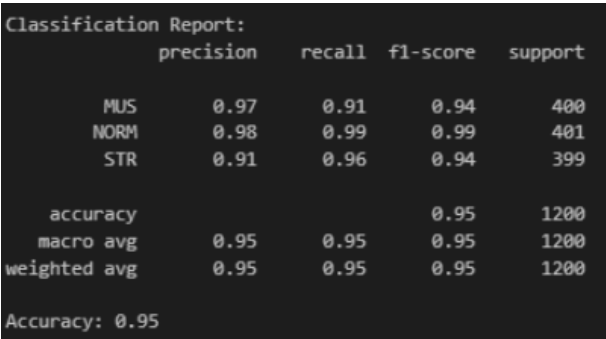 Classification Report:
precision recall f1-score support
MUS 0.97 0.91 0.94 400
NORM 0.98 0.99 0.99 401
STR 0.91 0.96 0.94 399
accuracy 0.95 1200
macro avg 0.95 0.95 0.95 1200
weighted avg 0.95 0.95 0.95 1200
Accuracy: 0.95